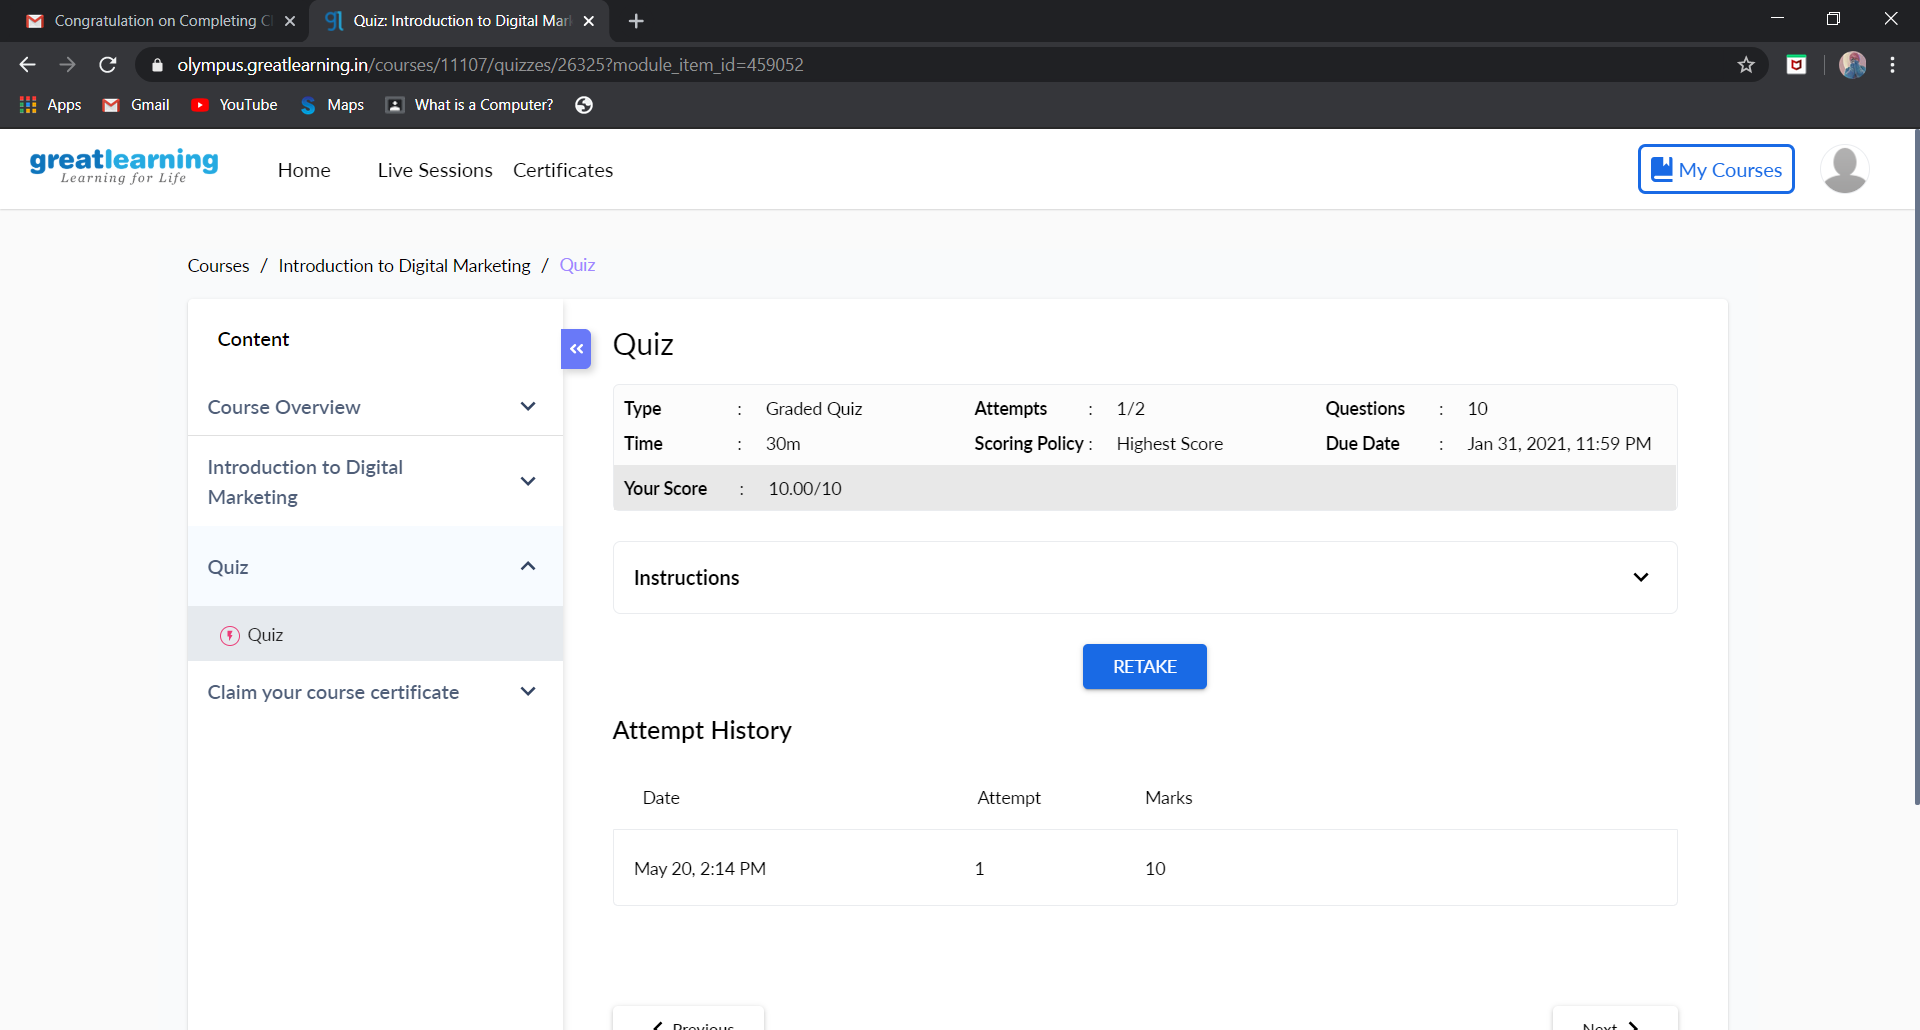 Congratulation on Completing C
Quiz: Introduction to Digital Mar
olympus.greatlearning.in/courses/11107/quizzes/26325?module_item_id=459052
Apps Gmail YouTube Maps What is a Computer?
greatlearning
Learning for Life
Home Live Sessions Certificates
My Courses
Courses / Introduction to Digital Marketing / Quiz
Content
Course Overview
Introduction to Digital
Marketing
Quiz
Quiz
Claim your course certificate
Quiz
Type : Graded Quiz Attempts : 1/2 Questions : 10
Time : 30m Scoring Policy : Highest Score Due Date : Jan 31, 2021, 11:59 PM
Your Score : 10.00/10
Instructions
RETAKE
Attempt History
Date Attempt Marks
May 20, 2:14 PM 1 10
Previous Next